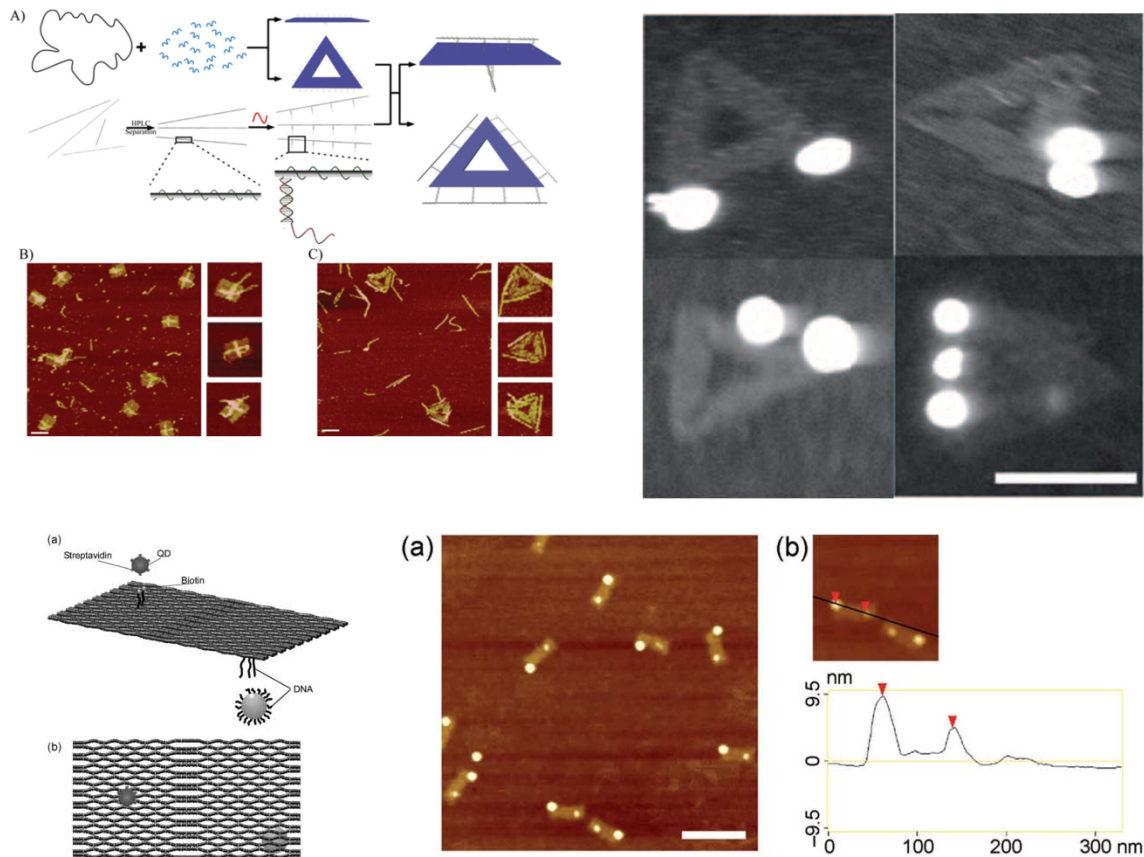 A)
+
HPLC
Separation
B)
C)
(a)
Streptavidin
QD
Biotin
DNA
(b)
(a)
(b)
nm
9.5
0
-9.5
0
100
200
300 nm